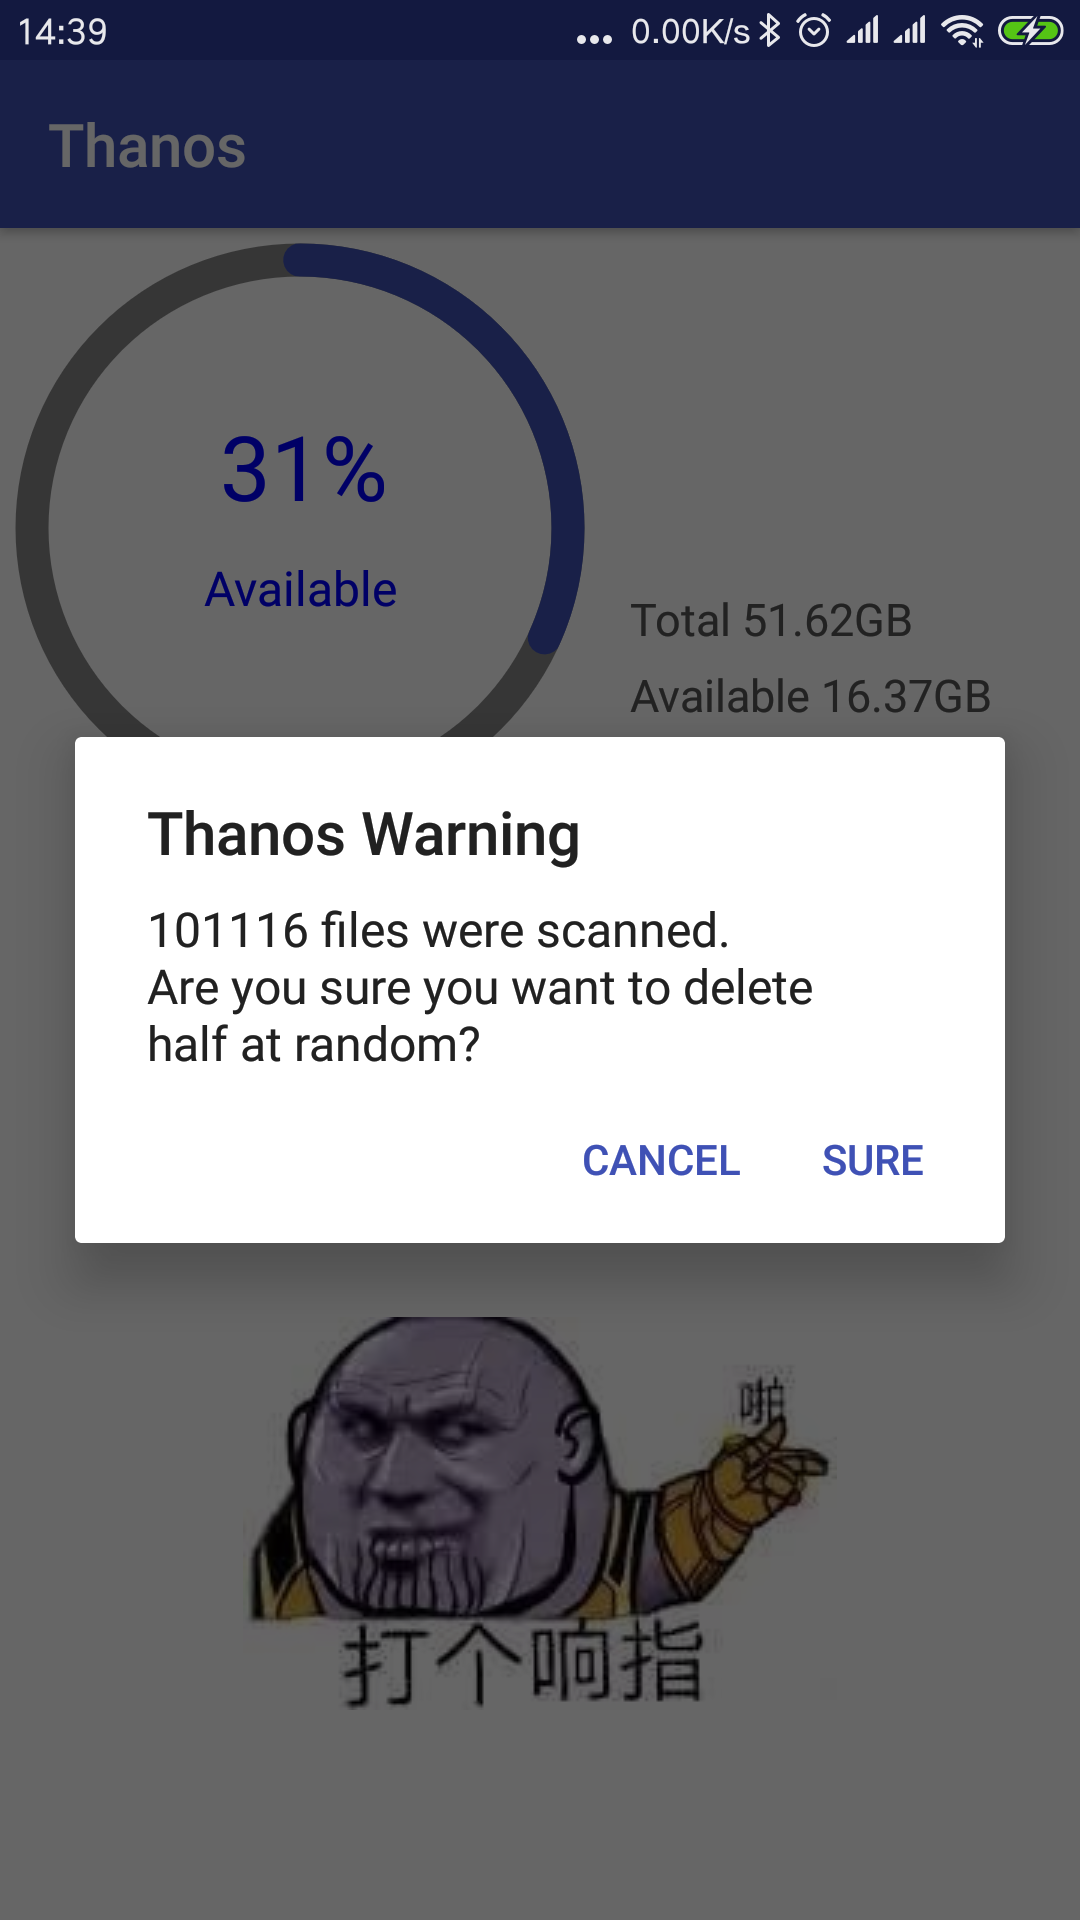 14:39
... 0.00K/s
Thanos
31%
Available
Total 51.62GB
Available 16.37GB
Thanos Warning
101116 files were scanned.
Are you sure you want to delete
half at random?
CANCEL SURE
啪
打个响指